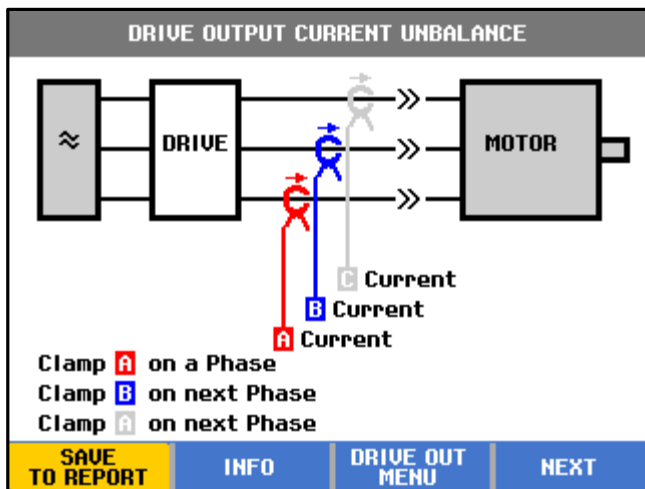 DRIVE OUTPUT CURRENT UNBALANCE
≈
DRIVE
MOTOR
C Current
B Current
A Current
Clamp A on a Phase
Clamp B on next Phase
Clamp A on next Phase
SAVE
TO REPORT
INFO
DRIVE OUT
MENU
NEXT